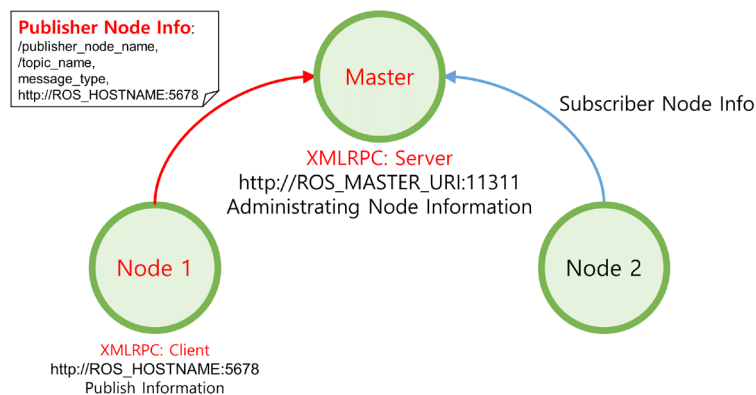 Publisher Node Info:
/publisher_node_name,
/topic_name,
message_type,
http://ROS_HOSTNAME:5678
Master
Subscriber Node Info
XMLRPC: Server
http://ROS_MASTER_URI:11311
Administrating Node Information
Node 1
Node 2
XMLRPC: Client
http://ROS_HOSTNAME:5678
Publish Information